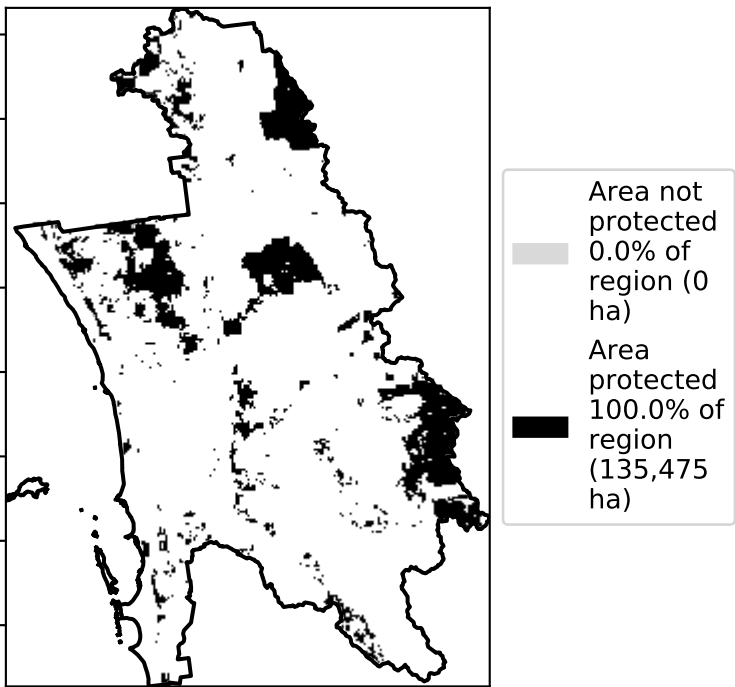 Area not
protected
0.0% of
region (0
ha)
Area
protected
100.0% of
region
(135,475
ha)